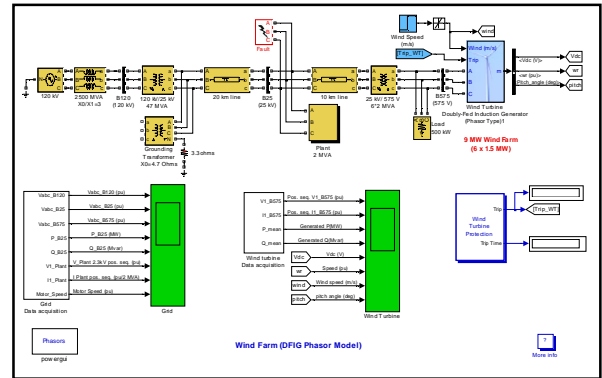 Fault
Wind Speed
(m/s)
wind
[Trip_WT]
Wind (m/s)
Trip
m
<Vdc (V)>
<wr (pu)>
Pitch_angle (deg)
Vdc
wr
pitch
N
A
B
C
120 kV
2500 MVA
X0/X1 =3
B120
(120 kV)
120 kV/25 kV
47 MVA
20 km line
B25
(25 kV)
10 km line
25 kV/ 575 V
6*2 MVA
B575
(575 V)
Wind Turbine
Doubly-Fed Induction Generator
(Phasor Type)1
Load
500 kW
9 MW Wind Farm
(6 x 1.5 MW)
Grounding
Transformer
X0=4.7 Ohms
3.3ohms
Plant
2 MVA
Vabc_B120
Vabc_B25
Vabc_B575
P_B25
Q_B25
V1_Plant
I1_Plant
Motor_Speed
Vabc_B120 (pu)
Vabc_B25 (pu)
Vabc_B575 (pu)
P_B25 (MW)
Q_B25 (Mvar)
V_Plant 2.3kV pos. seq. (pu)
I Plant pos. seq. (pu/2 MVA)
Motor Speed (pu)
Grid
Data acquisition
Grid
V1_B575
I1_B575
P_mean
Q_mean
Pos. seq. V1_B575 (pu)
Pos. seq. I1_B575 (pu)
Generated P(MW)
Generated Q(Mvar)
Wind turbine
Data acquisition
Vdc
wr
wind
pitch
Vdc (V)
Speed (pu)
Wind speed (m/s)
pitch angle (deg)
Wind Turbine
Wind
Turbine
Protection
Trip
Trip Time
[Trip_WT]
Phasors
powergui
Wind Farm (DFIG Phasor Model)
?
More info